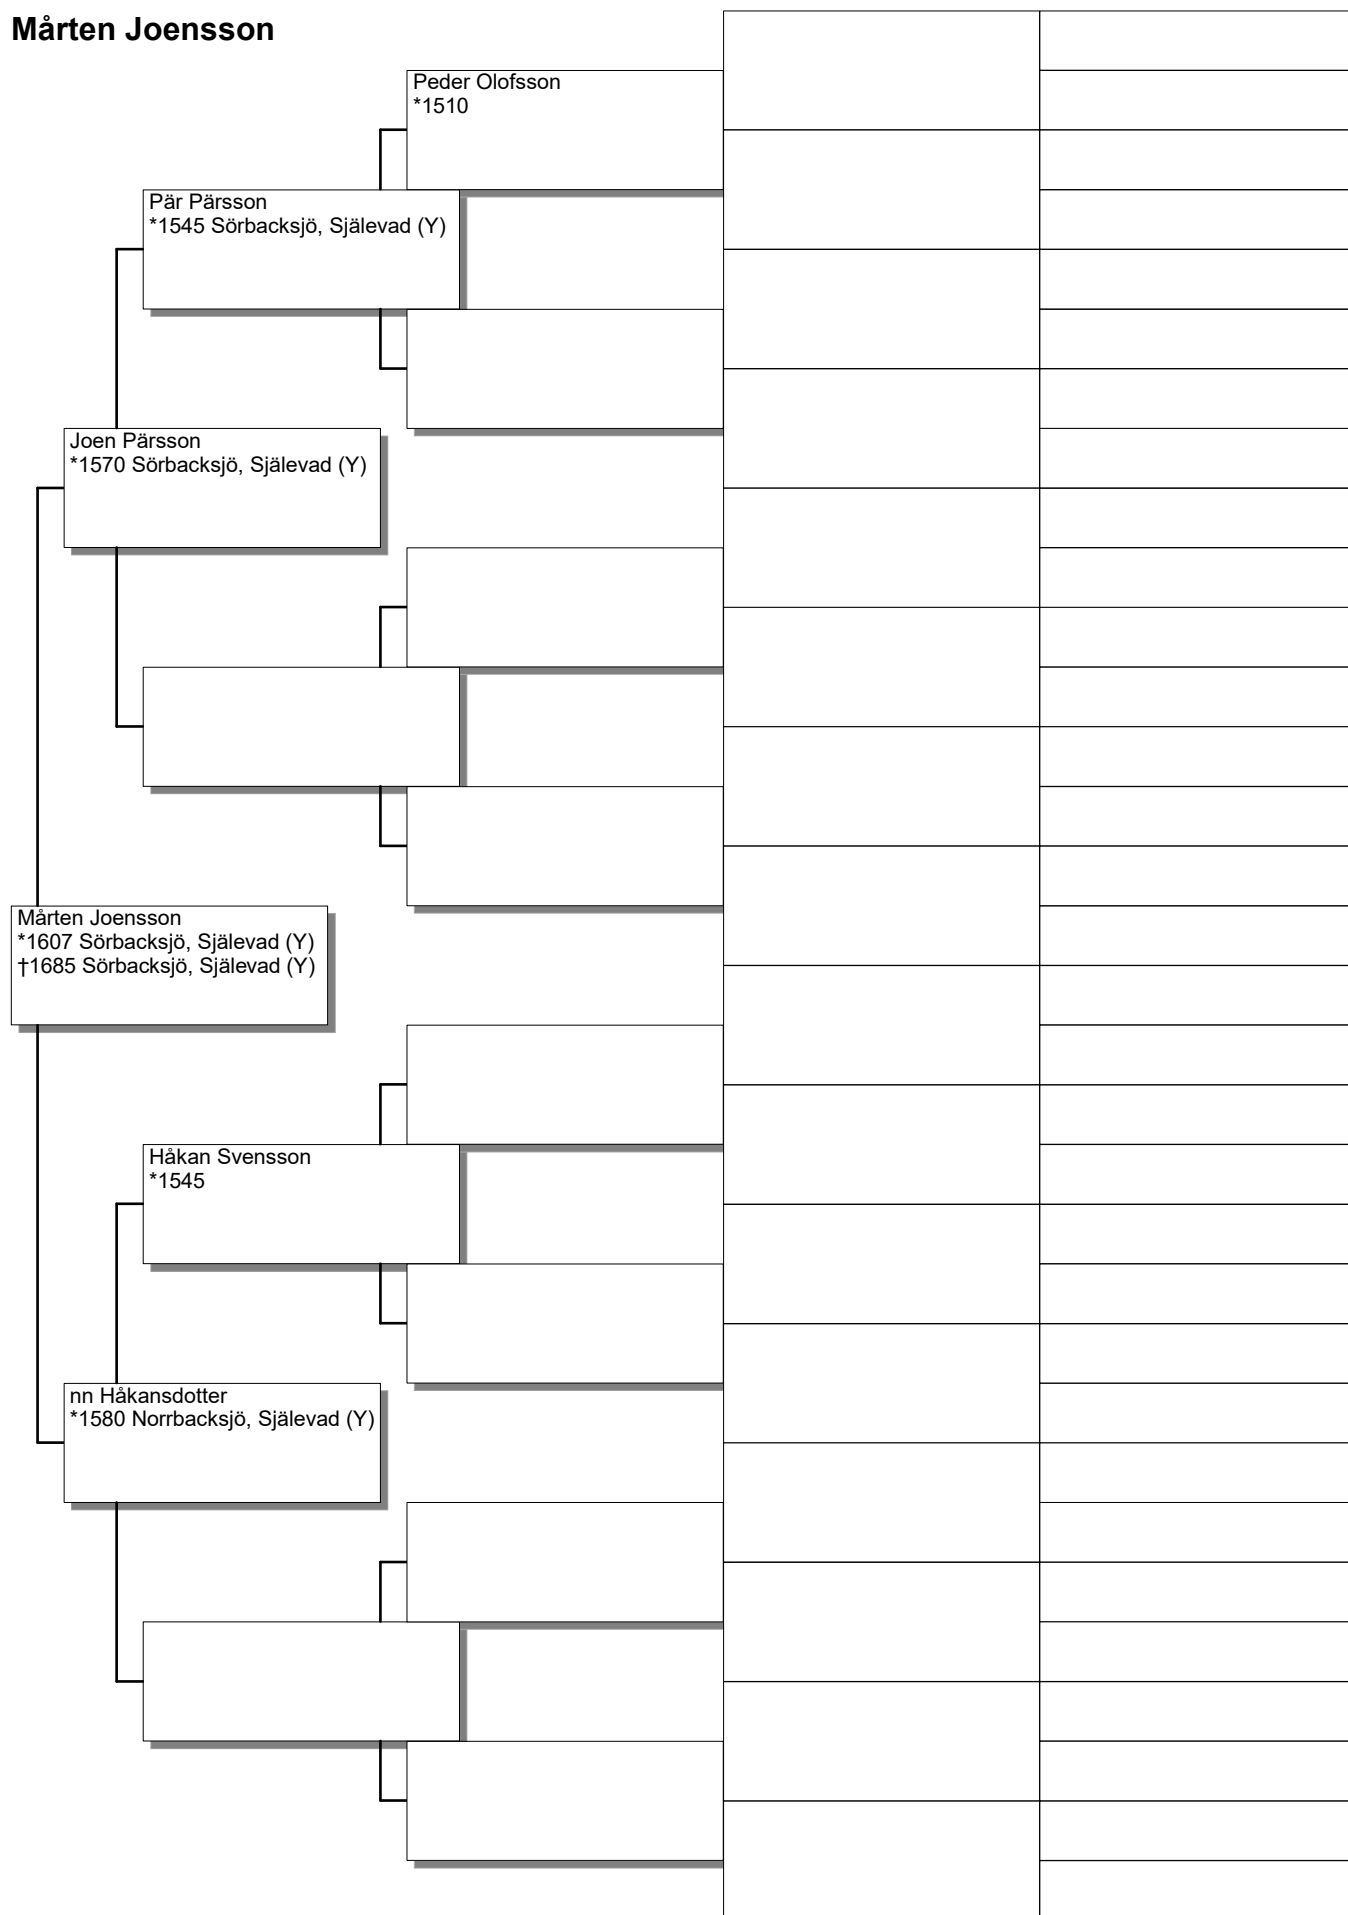 Mårten Joensson
Peder Olofsson
*1510
Pär Pärsson
*1545 Sörbacksjö, Själevad (Y)
Joen Pärsson
*1570 Sörbacksjö, Själevad (Y)
Mårten Joensson
*1607 Sörbacksjö, Själevad (Y)
†1685 Sörbacksjö, Själevad (Y)
Håkan Svensson
*1545
nn Håkansdotter
*1580 Norrbacksjö, Själevad (Y)